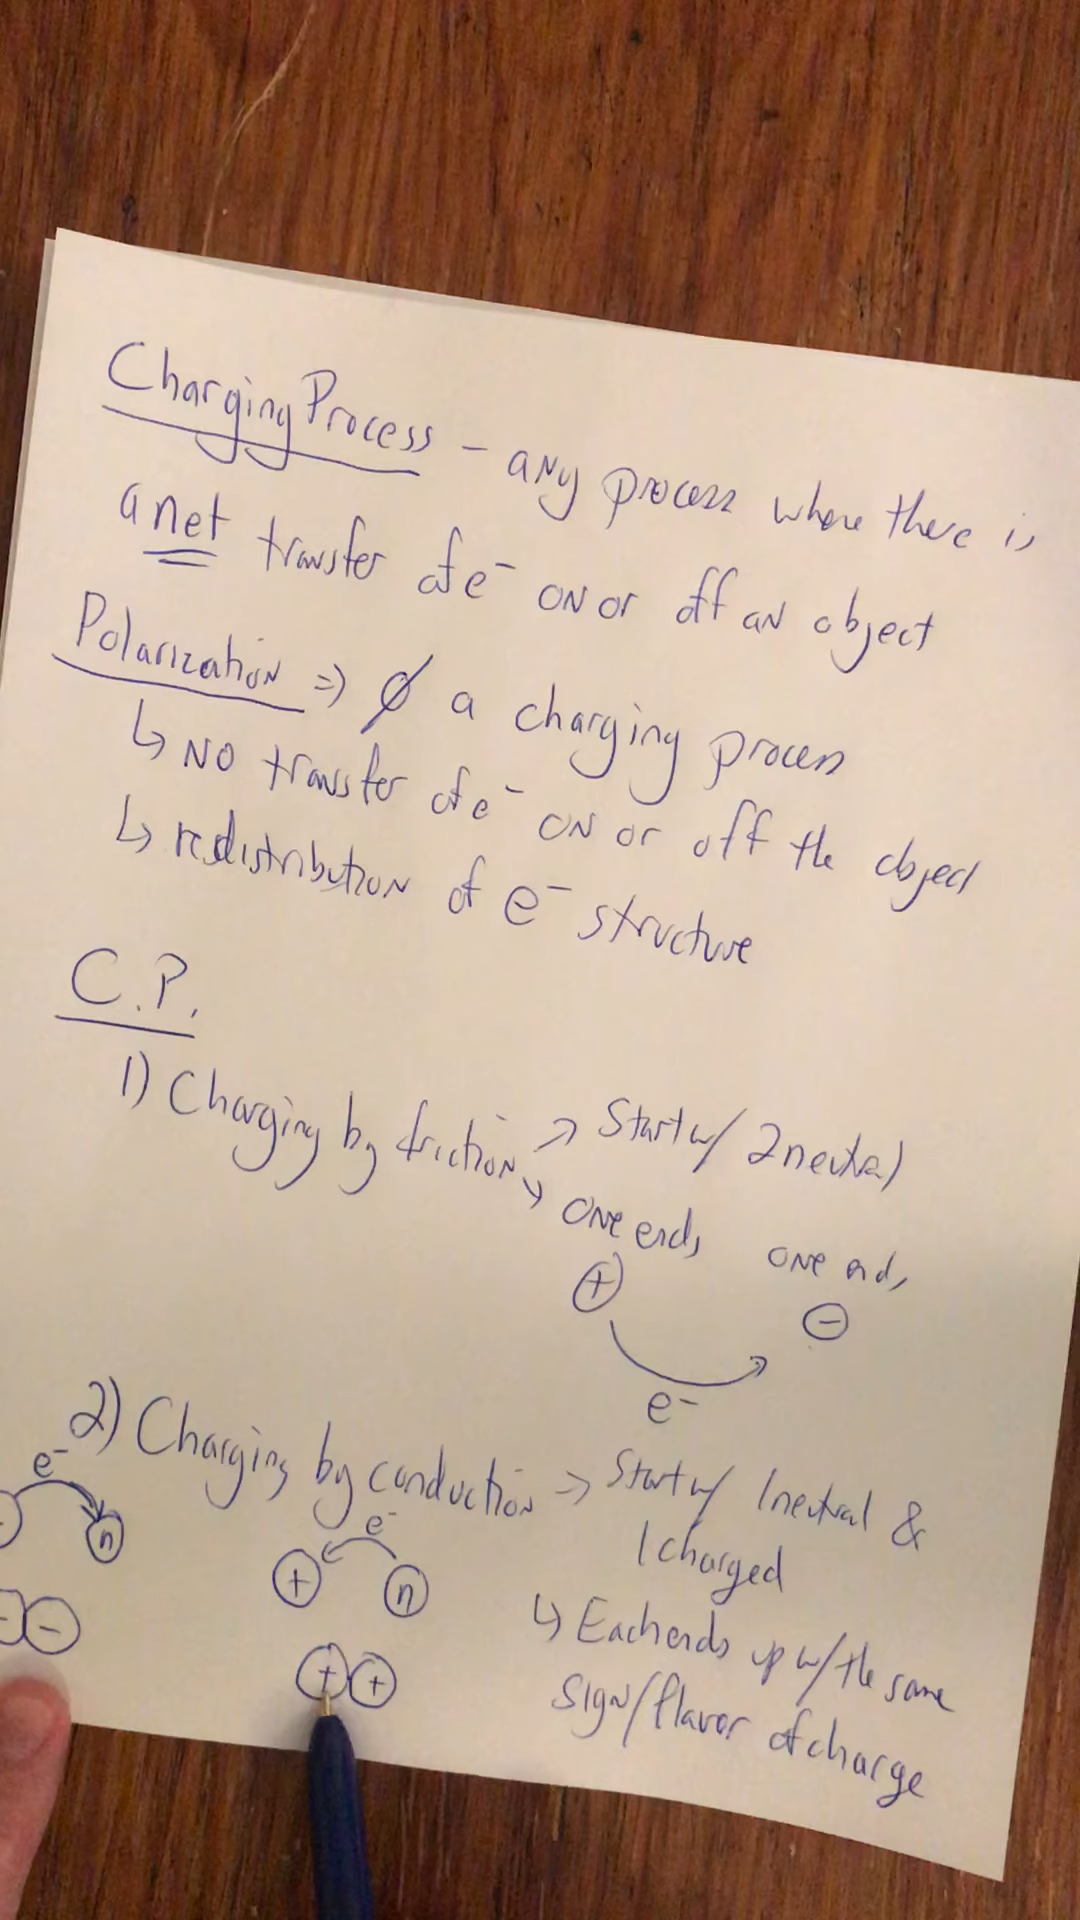 Charging Process – any process where there is
a net transfer of e⁻ on or off an object
Polarization ⇒ ∅ a charging process
↳ No transfer of e⁻ on or off the object
↳ redistribution of e⁻ structure
C.P.
1) Charging by friction → Start w/ 2 neutral
↘ one ends one ends
+ −
e⁻
2) Charging by conduction → Start w/ 1 neutral &
1 charged
e⁻ n
e⁻
+ n
↳ Each ends up w/ the same
sign/flavor of charge
− −
+ +